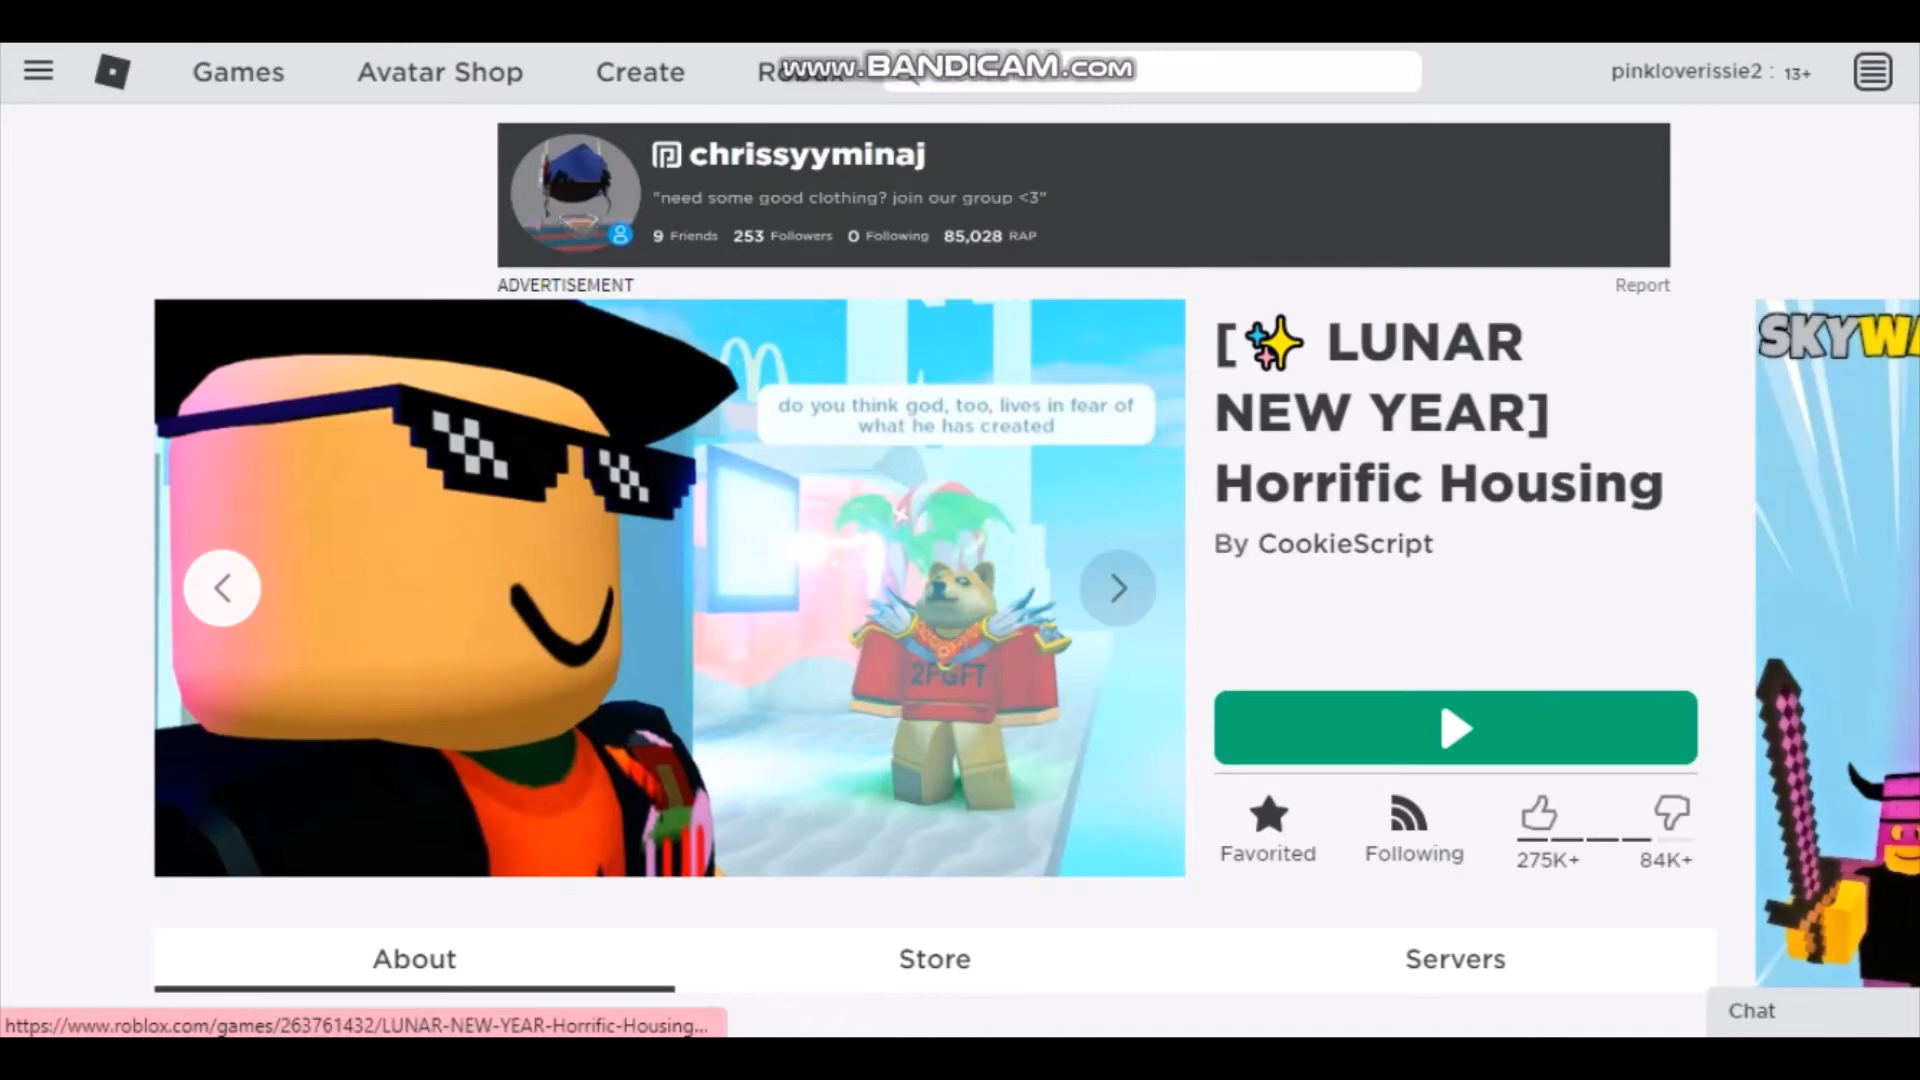 Games
Avatar Shop
Create
www.BANDICAM.com
pinkloverissie2 : 13+
chrissyyminaj
"need some good clothing? join our group <3"
9 Friends 253 Followers 0 Following 85,028 RAP
ADVERTISEMENT
Report
do you think god, too, lives in fear of
what he has created
2FGFT
[✨ LUNAR
NEW YEAR]
Horrific Housing
By CookieScript
Favorited
Following
275K+
84K+
About
Store
Servers
Chat
https://www.roblox.com/games/263761432/LUNAR-NEW-YEAR-Horrific-Housing...